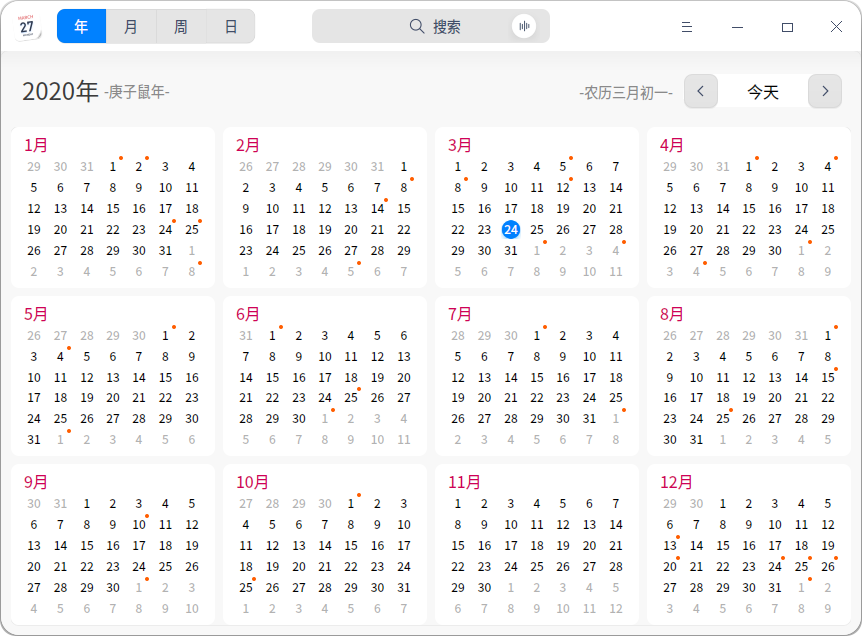 MARCH
27
年 月 周 日 搜索
2020年 -庚子鼠年- -农历三月初一- 今天
1月 2月 3月 4月
29 30 31 1 2 3 4 26 27 28 29 30 31 1 1 2 3 4 5 6 7 29 30 31 1 2 3 4
5 6 7 8 9 10 11 2 3 4 5 6 7 8 8 9 10 11 12 13 14 5 6 7 8 9 10 11
12 13 14 15 16 17 18 9 10 11 12 13 14 15 15 16 17 18 19 20 21 12 13 14 15 16 17 18
19 20 21 22 23 24 25 16 17 18 19 20 21 22 22 23 24 25 26 27 28 19 20 21 22 23 24 25
26 27 28 29 30 31 1 23 24 25 26 27 28 29 29 30 31 1 2 3 4 26 27 28 29 30 1 2
2 3 4 5 6 7 8 1 2 3 4 5 6 7 5 6 7 8 9 10 11 3 4 5 6 7 8 9
5月 6月 7月 8月
26 27 28 29 30 1 2 31 1 2 3 4 5 6 28 29 30 1 2 3 4 26 27 28 29 30 31 1
3 4 5 6 7 8 9 7 8 9 10 11 12 13 5 6 7 8 9 10 11 2 3 4 5 6 7 8
10 11 12 13 14 15 16 14 15 16 17 18 19 20 12 13 14 15 16 17 18 9 10 11 12 13 14 15
17 18 19 20 21 22 23 21 22 23 24 25 26 27 19 20 21 22 23 24 25 16 17 18 19 20 21 22
24 25 26 27 28 29 30 28 29 30 1 2 3 4 26 27 28 29 30 31 1 23 24 25 26 27 28 29
31 1 2 3 4 5 6 5 6 7 8 9 10 11 2 3 4 5 6 7 8 30 31 1 2 3 4 5
9月 10月 11月 12月
30 31 1 2 3 4 5 27 28 29 30 1 2 3 1 2 3 4 5 6 7 29 30 1 2 3 4 5
6 7 8 9 10 11 12 4 5 6 7 8 9 10 8 9 10 11 12 13 14 6 7 8 9 10 11 12
13 14 15 16 17 18 19 11 12 13 14 15 16 17 15 16 17 18 19 20 21 13 14 15 16 17 18 19
20 21 22 23 24 25 26 18 19 20 21 22 23 24 22 23 24 25 26 27 28 20 21 22 23 24 25 26
27 28 29 30 1 2 3 25 26 27 28 29 30 31 29 30 1 2 3 4 5 27 28 29 30 31 1 2
4 5 6 7 8 9 10 1 2 3 4 5 6 7 6 7 8 9 10 11 12 3 4 5 6 7 8 9